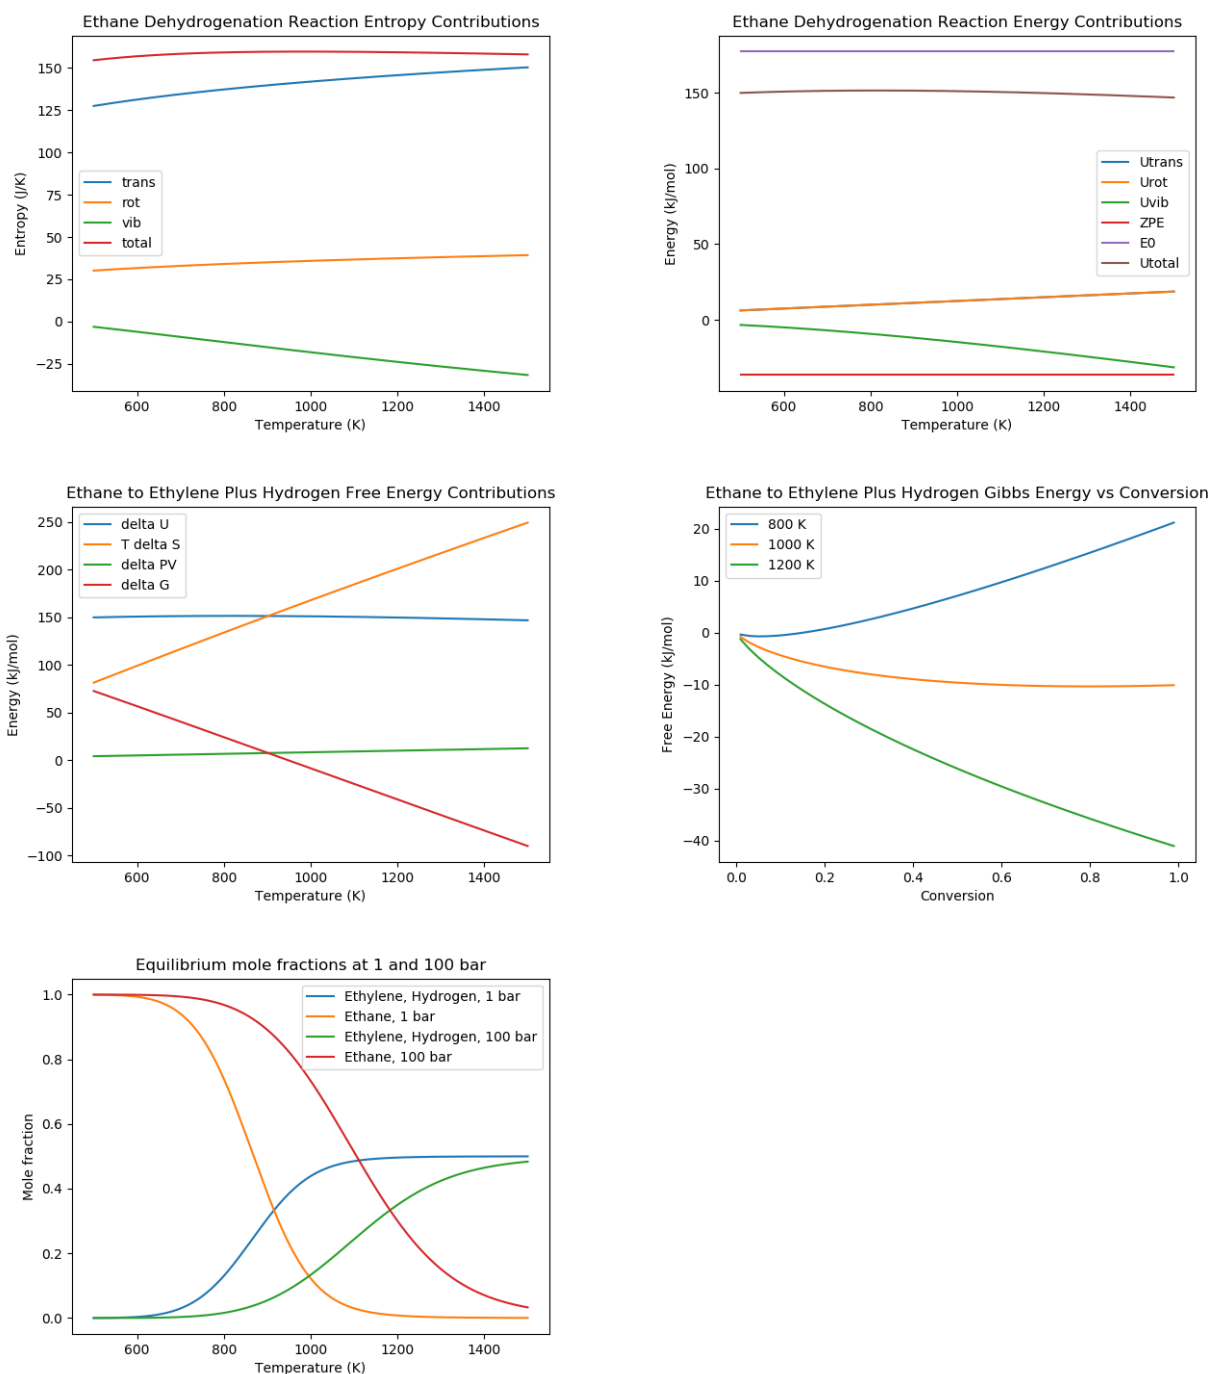 Ethane Dehydrogenation Reaction Entropy Contributions
150
125
100
75
50
25
0
−25
Entropy (J/K)
trans
rot
vib
total
600 800 1000 1200 1400
Temperature (K)
Ethane Dehydrogenation Reaction Energy Contributions
150
100
50
0
Energy (kJ/mol)
Utrans
Urot
Uvib
ZPE
E0
Utotal
600 800 1000 1200 1400
Temperature (K)
Ethane to Ethylene Plus Hydrogen Free Energy Contributions
250
200
150
100
50
0
−50
−100
Energy (kJ/mol)
delta U
T delta S
delta PV
delta G
600 800 1000 1200 1400
Temperature (K)
Ethane to Ethylene Plus Hydrogen Gibbs Energy vs Conversion
20
10
0
−10
−20
−30
−40
Free Energy (kJ/mol)
800 K
1000 K
1200 K
0.0 0.2 0.4 0.6 0.8 1.0
Conversion
Equilibrium mole fractions at 1 and 100 bar
1.0
0.8
0.6
0.4
0.2
0.0
Mole fraction
Ethylene, Hydrogen, 1 bar
Ethane, 1 bar
Ethylene, Hydrogen, 100 bar
Ethane, 100 bar
600 800 1000 1200 1400
Temperature (K)